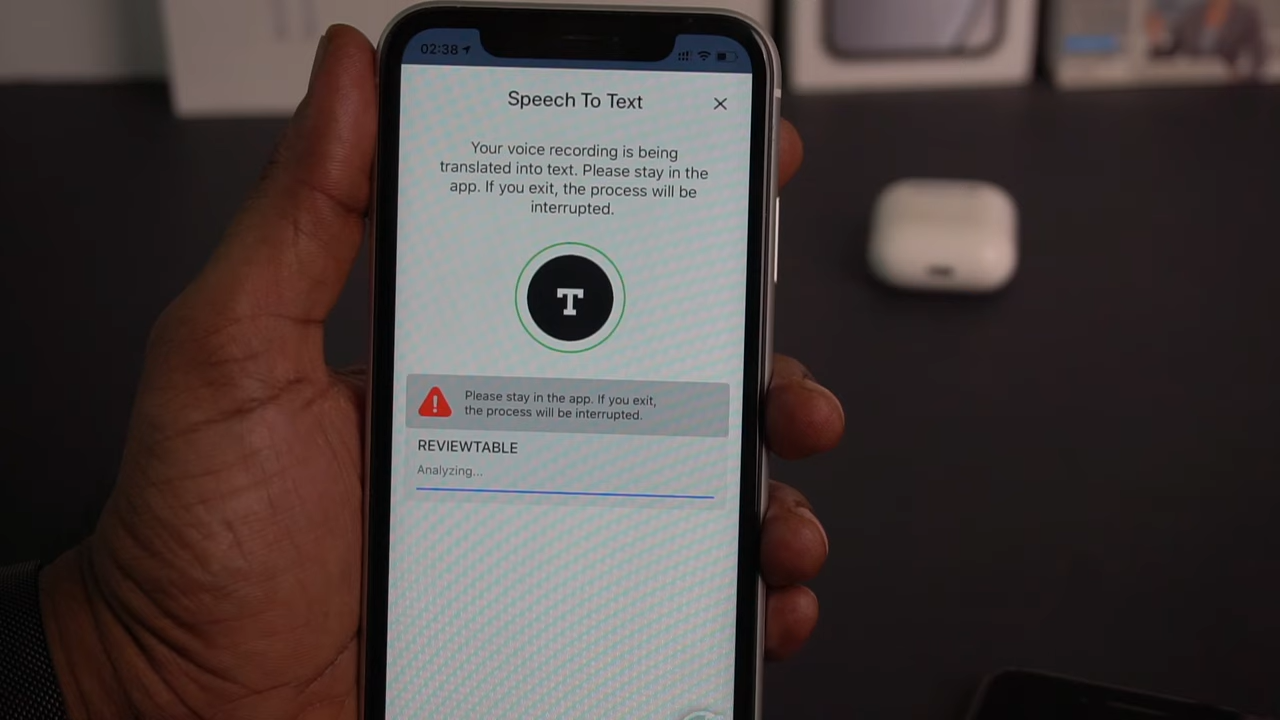 02:38
Speech To Text
Your voice recording is being
translated into text. Please stay in the
app. If you exit, the process will be
interrupted.
T
Please stay in the app. If you exit,
the process will be interrupted.
REVIEWTABLE
Analyzing...